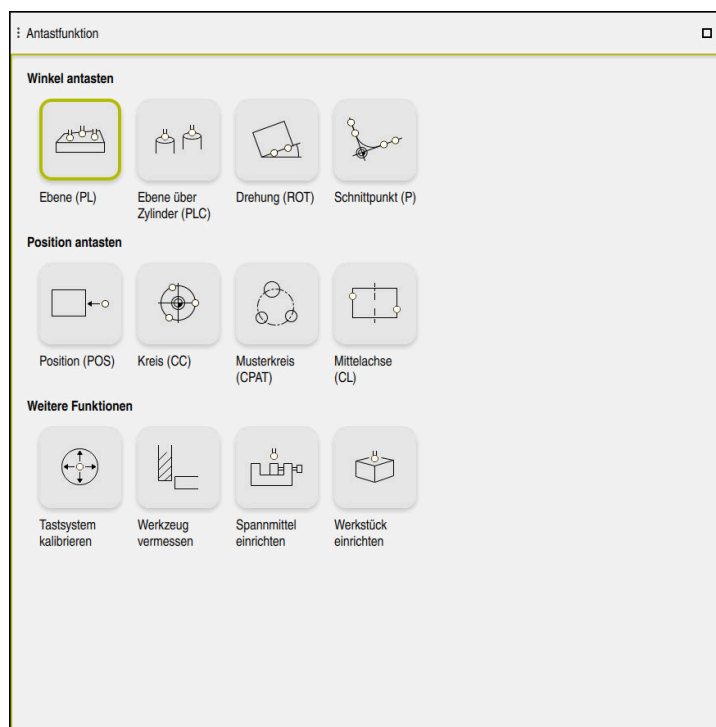 Antastfunktion
Winkel antasten
Ebene (PL)
Ebene über
Zylinder (PLC)
Drehung (ROT)
Schnittpunkt (P)
Position antasten
Position (POS)
Kreis (CC)
Musterkreis
(CPAT)
Mittelachse
(CL)
Weitere Funktionen
Tastsystem
kalibrieren
Werkzeug
vermessen
Spannmittel
einrichten
Werkstück
einrichten